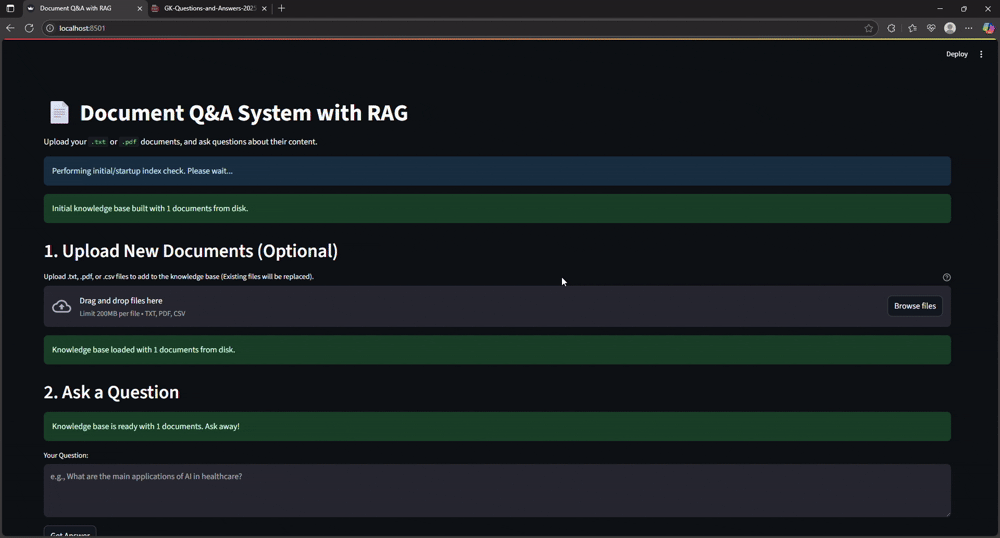 Document Q&A with RAG
GK-Questions-and-Answers-2025
localhost:8501
Deploy
Document Q&A System with RAG
Upload your .txt or .pdf documents, and ask questions about their content.
Performing initial/startup index check. Please wait...
Initial knowledge base built with 1 documents from disk.
1. Upload New Documents (Optional)
Upload .txt, .pdf, or .csv files to add to the knowledge base (Existing files will be replaced).
Drag and drop files here
Limit 200MB per file • TXT, PDF, CSV
Browse files
Knowledge base loaded with 1 documents from disk.
2. Ask a Question
Knowledge base is ready with 1 documents. Ask away!
Your Question:
e.g., What are the main applications of AI in healthcare?
Get Answer